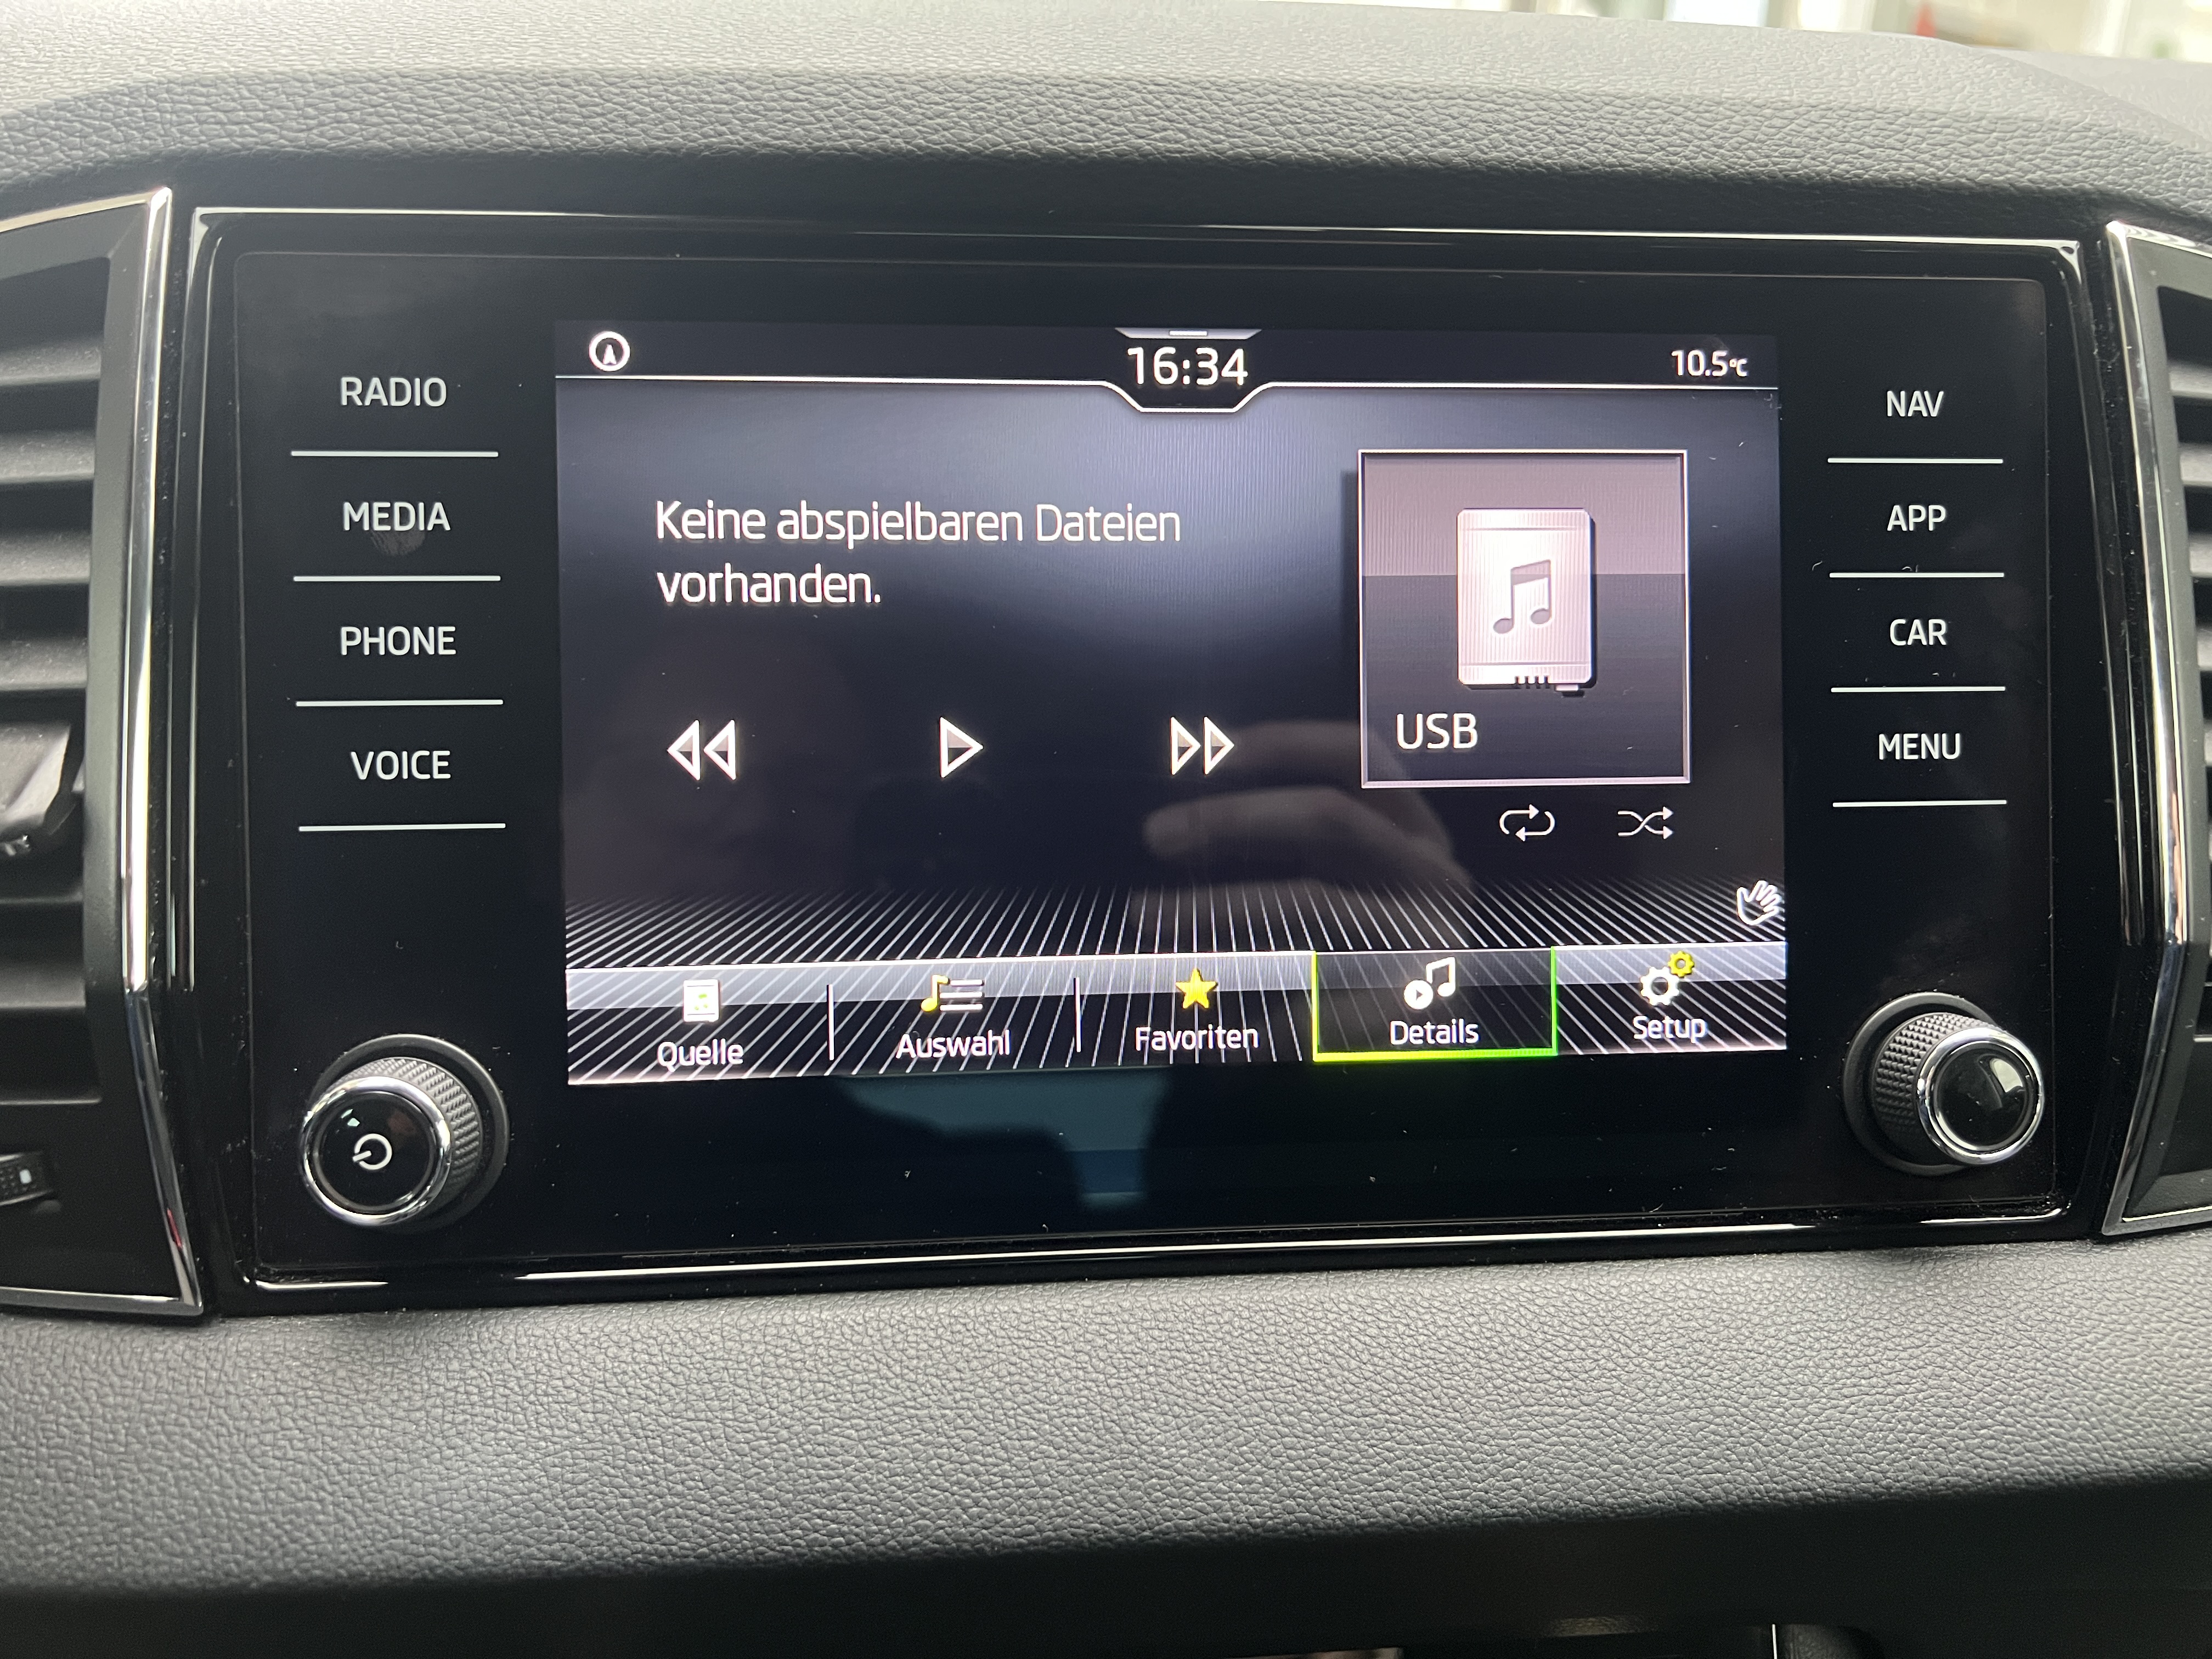 16:34
10.5°C
RADIO
MEDIA
PHONE
VOICE
Keine abspielbaren Dateien
vorhanden.
USB
Quelle
Auswahl
Favoriten
Details
Setup
NAV
APP
CAR
MENU